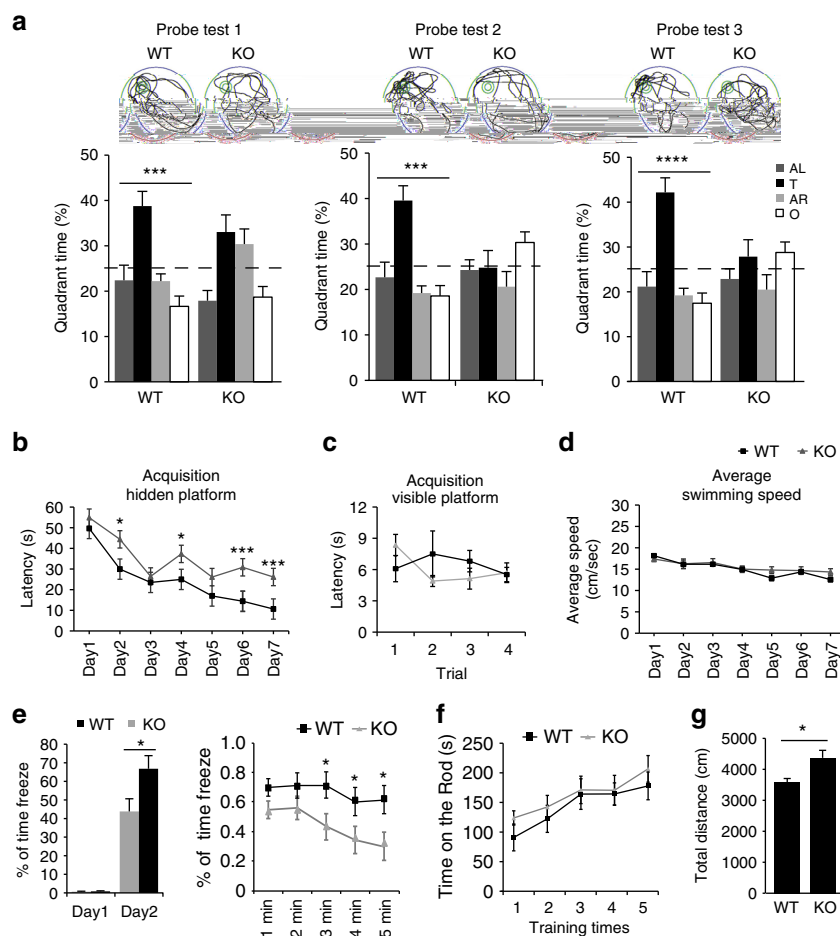 a
Probe test 1
Probe test 2
Probe test 3
WT KO
WT KO
WT KO
Quadrant time (%)
50
40
30
20
10
0
***
WT KO
Quadrant time (%)
50
40
30
20
10
0
***
WT KO
Quadrant time (%)
50
40
30
20
10
0
****
WT KO
AL
T
AR
O
b
Acquisition
hidden platform
Latency (s)
60
50
40
30
20
10
0
* * *** ***
Day1 Day2 Day3 Day4 Day5 Day6 Day7
c
Acquisition
visible platform
Latency (s)
12
9
6
3
0
1 2 3 4
Trial
d
WT KO
Average
swimming speed
Average speed
(cm/sec)
30
25
20
15
10
5
0
Day1 Day2 Day3 Day4 Day5 Day6 Day7
e
WT KO
% of time freeze
80
70
60
50
40
30
20
10
0
*
Day1 Day2
WT KO
% of time freeze
1.0
0.8
0.6
0.4
0.2
0
* * *
1 min 2 min 3 min 4 min 5 min
f
WT KO
Time on the Rod (s)
250
200
150
100
50
0
1 2 3 4 5
Training times
g
*
Total distance (cm)
5000
4000
3000
2000
1000
0
WT KO